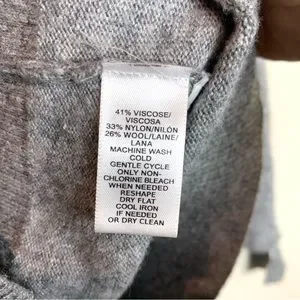 41% VISCOSE/
VISCOSA
33% NYLON/NILÓN
26% WOOL/LAINE/
LANA
MACHINE WASH
COLD
GENTLE CYCLE
ONLY NON-
CHLORINE BLEACH
WHEN NEEDED
RESHAPE
DRY FLAT
COOL IRON
IF NEEDED
OR DRY CLEAN